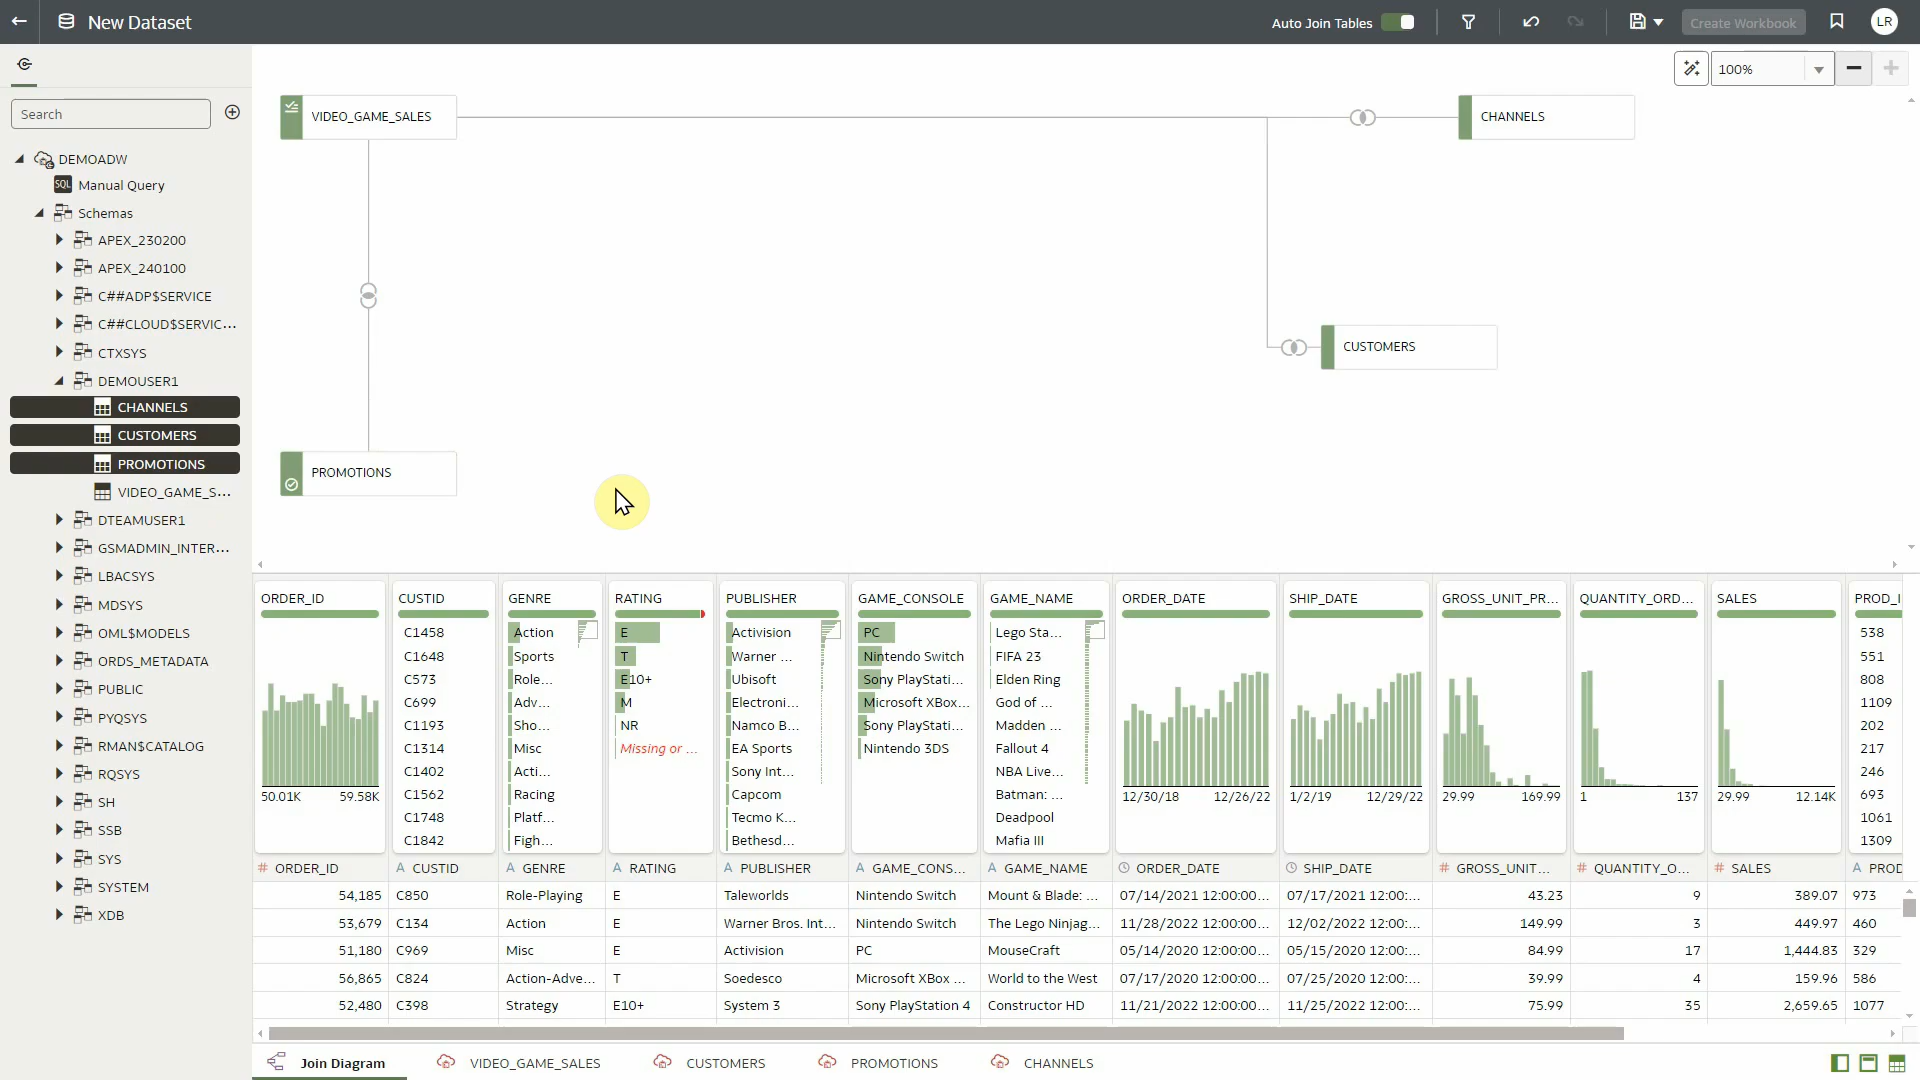 New Dataset
Auto Join Tables
Create Workbook
LR
Search
100%
DEMOADW
SQL Manual Query
Schemas
APEX_230200
APEX_240100
C##ADP$SERVICE
C##CLOUD$SERVIC...
CTXSYS
DEMOUSER1
CHANNELS
CUSTOMERS
PROMOTIONS
VIDEO_GAME_S...
DTEAMUSER1
GSMADMIN_INTER...
LBACSYS
MDSYS
OML$MODELS
ORDS_METADATA
PUBLIC
PYQSYS
RMAN$CATALOG
RQSYS
SH
SSB
SYS
SYSTEM
XDB
VIDEO_GAME_SALES
CHANNELS
CUSTOMERS
PROMOTIONS
ORDER_ID
50.01K 59.58K
CUSTID
C1458
C1648
C573
C699
C1193
C1314
C1402
C1562
C1748
C1842
GENRE
Action
Sports
Role...
Adv...
Sho...
Misc
Acti...
Racing
Platf...
Figh...
RATING
E
T
E10+
M
NR
Missing or ...
PUBLISHER
Activision
Warner ...
Ubisoft
Electroni...
Namco B...
EA Sports
Sony Int...
Capcom
Tecmo K...
Bethesd...
GAME_CONSOLE
PC
Nintendo Switch
Sony PlayStati...
Microsoft XBox...
Sony PlayStati...
Nintendo 3DS
GAME_NAME
Lego Sta...
FIFA 23
Elden Ring
God of ...
Madden ...
Fallout 4
NBA Live...
Batman: ...
Deadpool
Mafia III
ORDER_DATE
12/30/18 12/26/22
SHIP_DATE
1/2/19 12/29/22
GROSS_UNIT_PR...
29.99 169.99
QUANTITY_ORD...
1 137
SALES
29.99 12.14K
PROD_I
538
551
808
1109
202
217
246
693
1061
1309
# ORDER_ID A CUSTID A GENRE A RATING A PUBLISHER A GAME_CONS... A GAME_NAME ORDER_DATE SHIP_DATE # GROSS_UNIT... # QUANTITY_O... # SALES A PROD
54,185 C850 Role-Playing E Taleworlds Nintendo Switch Mount & Blade: ... 07/14/2021 12:00:00... 07/17/2021 12:00:... 43.23 9 389.07 973
53,679 C134 Action E Warner Bros. Int... Nintendo Switch The Lego Ninjag... 11/28/2022 12:00:00... 12/02/2022 12:00:... 149.99 3 449.97 460
51,180 C969 Misc E Activision PC MouseCraft 05/14/2020 12:00:00... 05/15/2020 12:00:... 84.99 17 1,444.83 329
56,865 C824 Action-Adve... T Soedesco Microsoft XBox ... World to the West 07/17/2020 12:00:00... 07/25/2020 12:00:... 39.99 4 159.96 586
52,480 C398 Strategy E10+ System 3 Sony PlayStation 4 Constructor HD 11/21/2022 12:00:00... 11/25/2022 12:00:... 75.99 35 2,659.65 1077
Join Diagram VIDEO_GAME_SALES CUSTOMERS PROMOTIONS CHANNELS